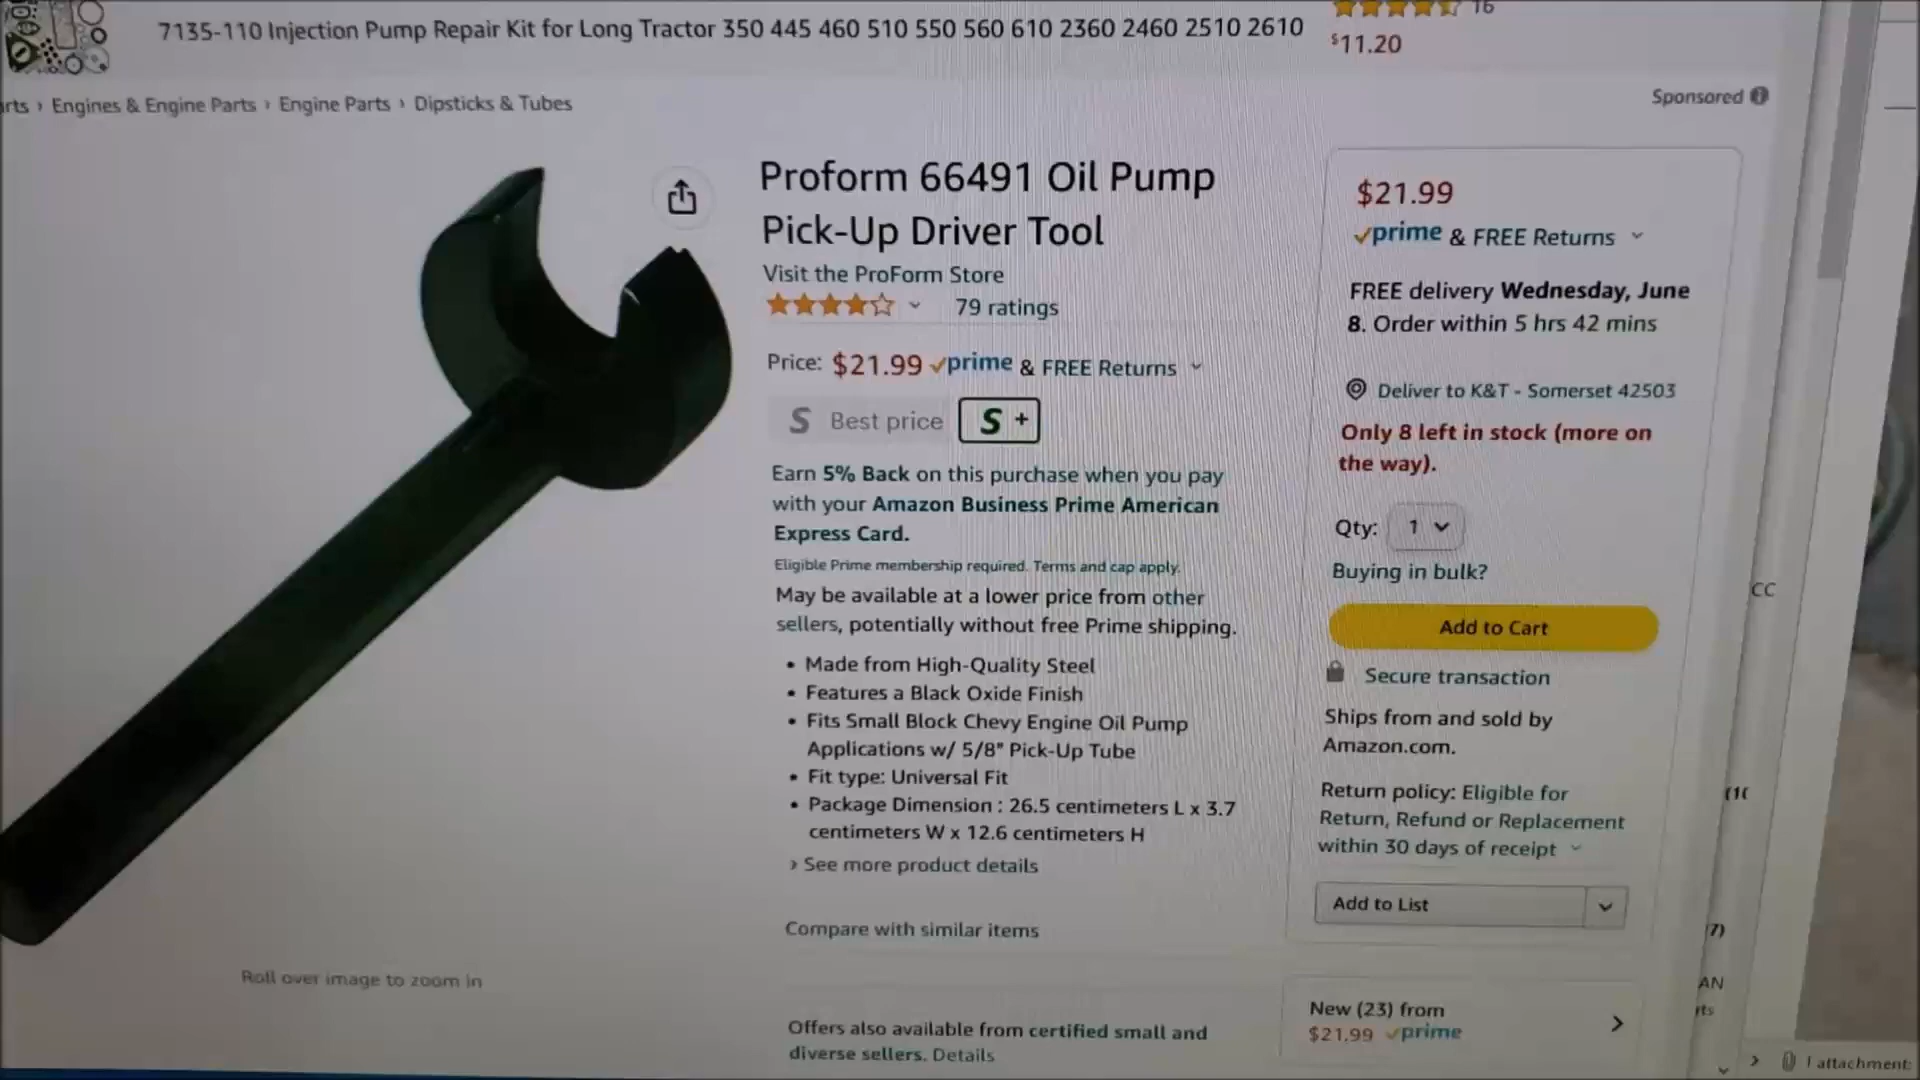 7135-110 Injection Pump Repair Kit for Long Tractor 350 445 460 510 550 560 610 2360 2460 2510 2610
16
$11.20
Sponsored
› Engines & Engine Parts › Engine Parts › Dipsticks & Tubes
Proform 66491 Oil Pump
Pick-Up Driver Tool
Visit the ProForm Store
79 ratings
Price: $21.99 prime & FREE Returns
S Best price S +
Earn 5% Back on this purchase when you pay
with your Amazon Business Prime American
Express Card.
Eligible Prime membership required. Terms and cap apply.
May be available at a lower price from other
sellers, potentially without free Prime shipping.
• Made from High-Quality Steel
• Features a Black Oxide Finish
• Fits Small Block Chevy Engine Oil Pump
Applications w/ 5/8" Pick-Up Tube
• Fit type: Universal Fit
• Package Dimension : 26.5 centimeters L x 3.7
centimeters W x 12.6 centimeters H
› See more product details
Compare with similar items
Roll over image to zoom in
Offers also available from certified small and
diverse sellers. Details
$21.99
prime & FREE Returns
FREE delivery Wednesday, June
8. Order within 5 hrs 42 mins
Deliver to K&T - Somerset 42503
Only 8 left in stock (more on
the way).
Qty: 1
Buying in bulk?
Add to Cart
Secure transaction
Ships from and sold by
Amazon.com.
Return policy: Eligible for
Return, Refund or Replacement
within 30 days of receipt
Add to List
New (23) from
$21.99 prime
CC
7)
AN
1 attachment: